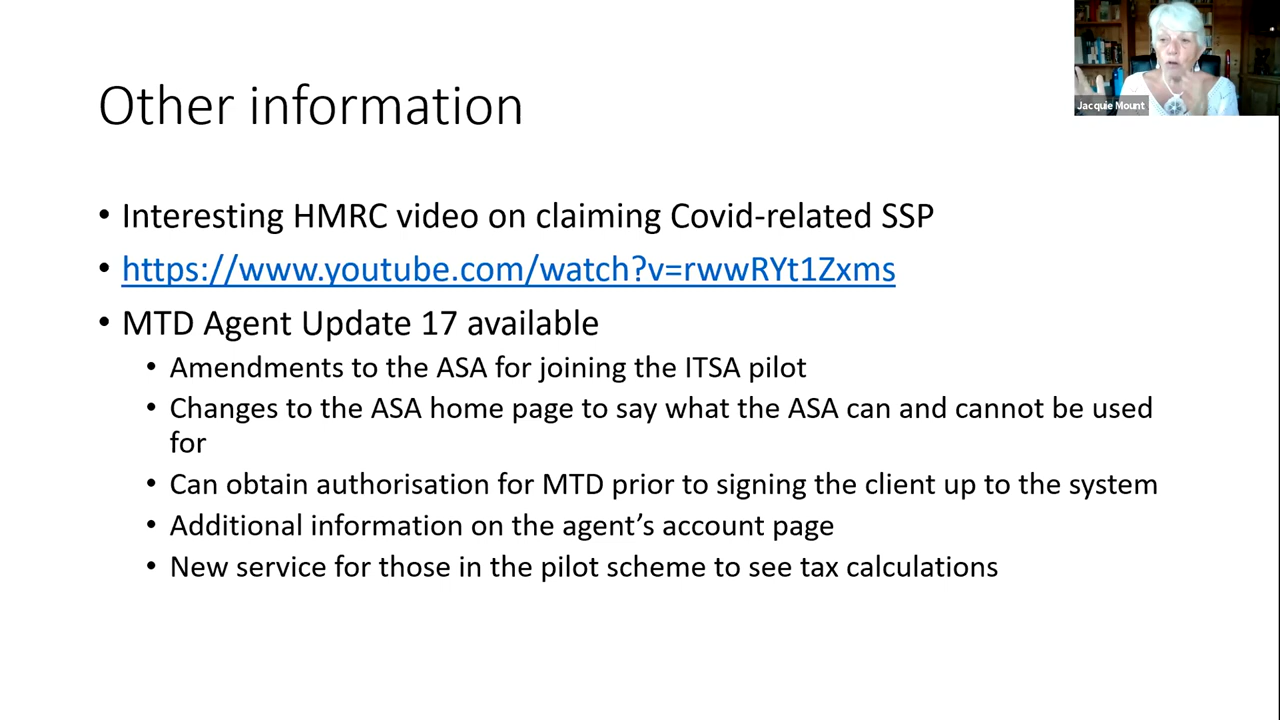 Jacquie Mount
Other information
• Interesting HMRC video on claiming Covid-related SSP
• https://www.youtube.com/watch?v=rwwRYt1Zxms
• MTD Agent Update 17 available
• Amendments to the ASA for joining the ITSA pilot
• Changes to the ASA home page to say what the ASA can and cannot be used
for
• Can obtain authorisation for MTD prior to signing the client up to the system
• Additional information on the agent’s account page
• New service for those in the pilot scheme to see tax calculations